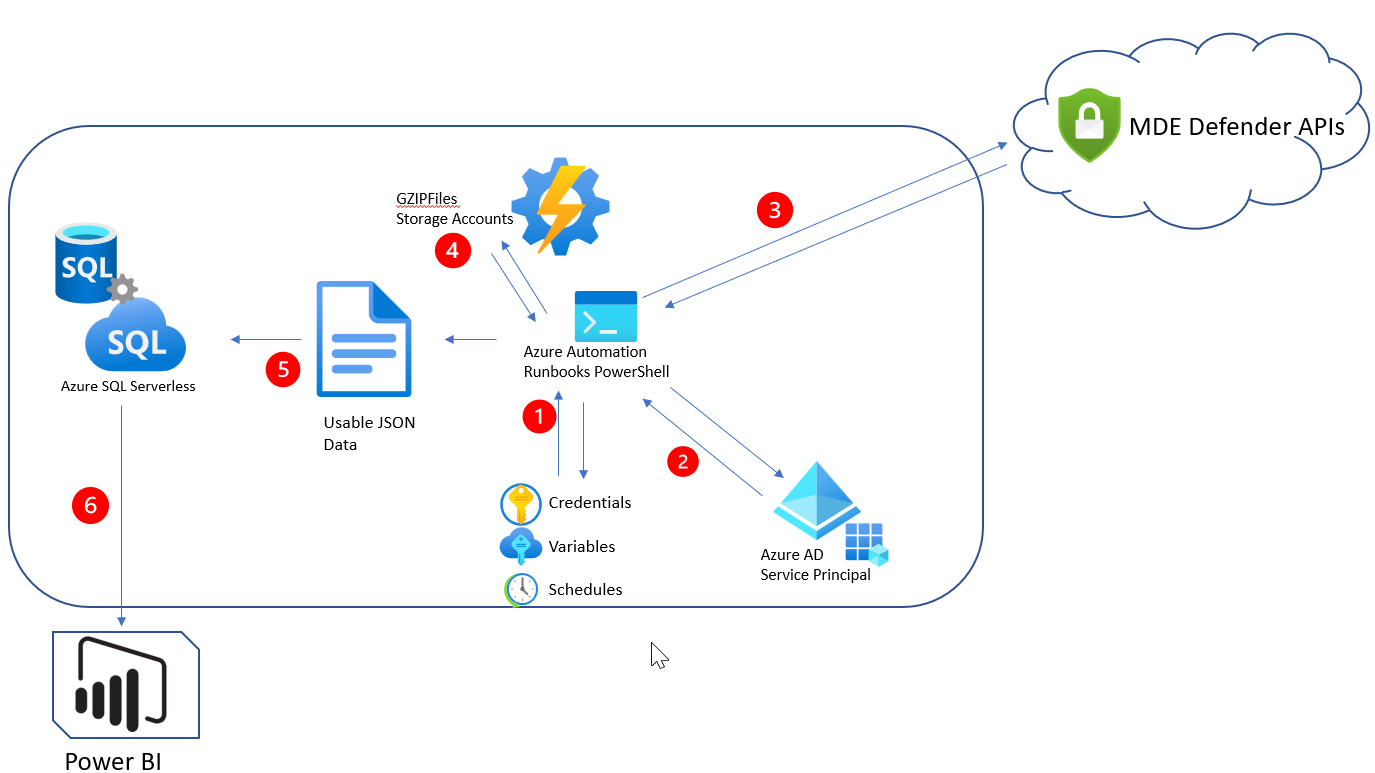 MDE Defender APIs
3
GZIPFiles
Storage Accounts
4
SQL
SQL
Azure SQL Serverless
5
Usable JSON
Data
Azure Automation
Runbooks PowerShell
1
2
Credentials
Variables
Schedules
Azure AD
Service Principal
6
Power BI